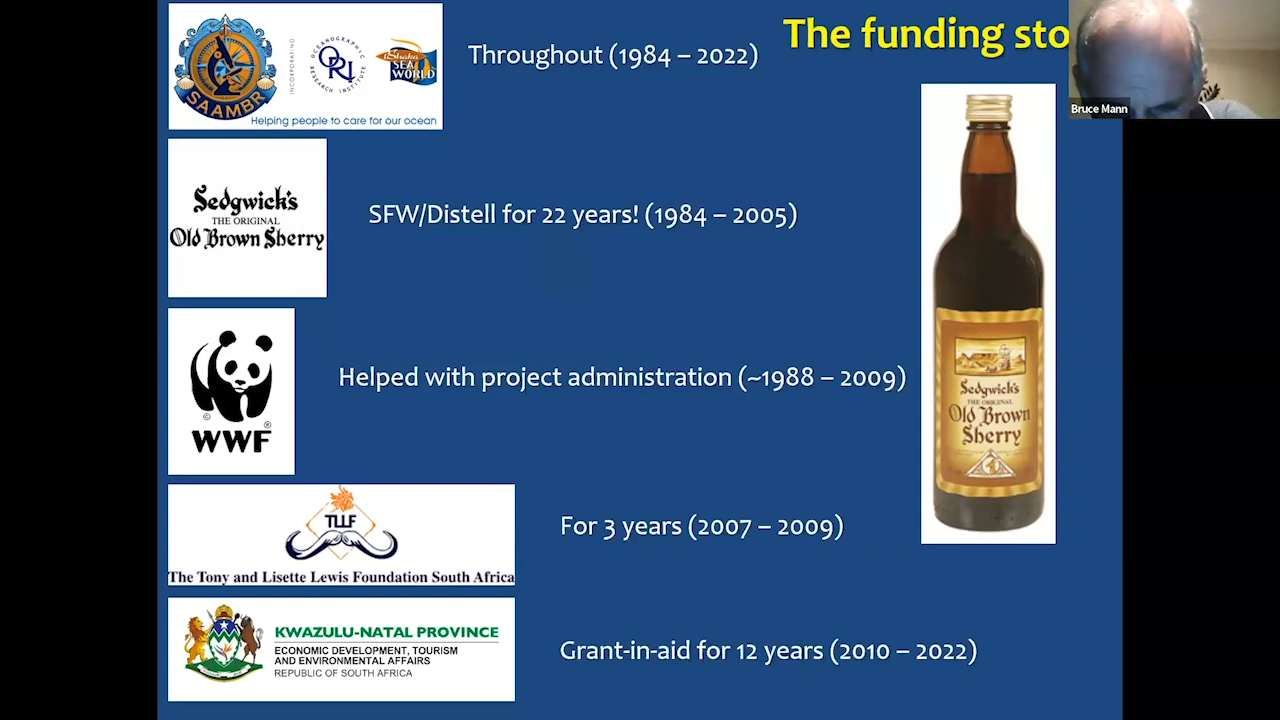 The funding sto
Bruce Mann
SAAMBR
INCORPORATING
OCEANOGRAPHIC RESEARCH INSTITUTE
ORI
uShaka
SEA
WORLD
Helping people to care for our ocean
Throughout (1984 – 2022)
Sedgwick's
THE ORIGINAL
Old Brown Sherry
SFW/Distell for 22 years! (1984 – 2005)
Sedgwick's
THE ORIGINAL
Old Brown
Sherry
©
®
WWF
Helped with project administration (~1988 – 2009)
TLLF
The Tony and Lisette Lewis Foundation South Africa
For 3 years (2007 – 2009)
KWAZULU-NATAL PROVINCE
ECONOMIC DEVELOPMENT, TOURISM
AND ENVIRONMENTAL AFFAIRS
REPUBLIC OF SOUTH AFRICA
Grant-in-aid for 12 years (2010 – 2022)